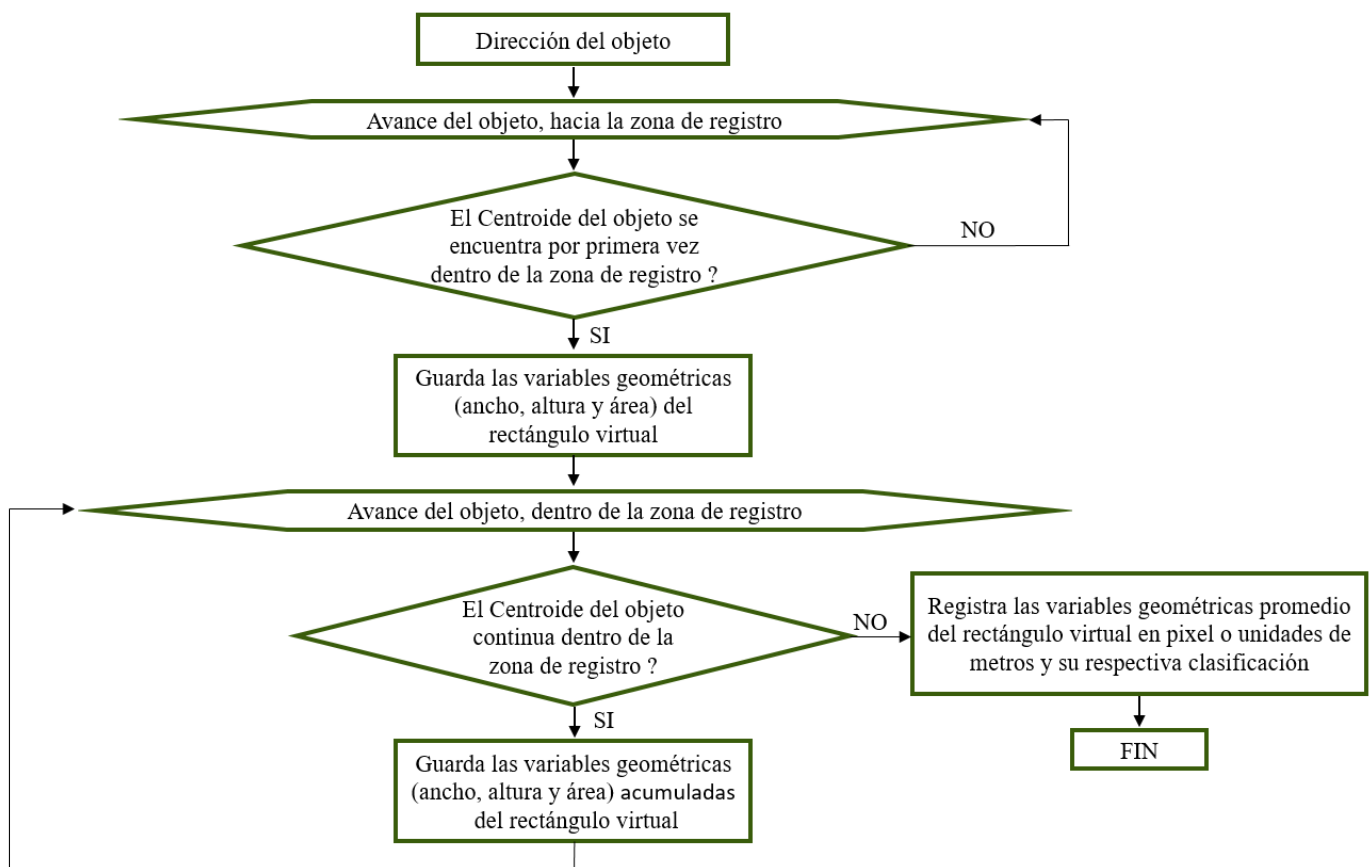 Dirección del objeto
Avance del objeto, hacia la zona de registro
El Centroide del objeto se
encuentra por primera vez
dentro de la zona de registro ?
NO
SI
Guarda las variables geométricas
(ancho, altura y área) del
rectángulo virtual
Avance del objeto, dentro de la zona de registro
El Centroide del objeto
continua dentro de la
zona de registro ?
NO
Registra las variables geométricas promedio
del rectángulo virtual en pixel o unidades de
metros y su respectiva clasificación
FIN
SI
Guarda las variables geométricas
(ancho, altura y área) acumuladas
del rectángulo virtual